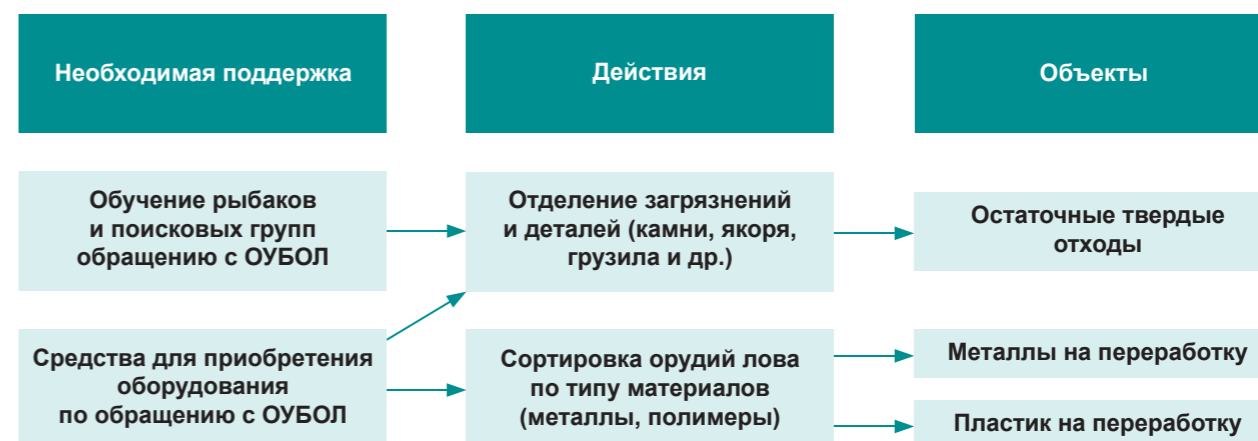 Необходимая поддержка
Действия
Объекты
Обучение рыбаков
и поисковых групп
обращению с ОУБОЛ
Отделение загрязнений
и деталей (камни, якоря,
грузила и др.)
Остаточные твердые
отходы
Средства для приобретения
оборудования
по обращению с ОУБОЛ
Сортировка орудий лова
по типу материалов
(металлы, полимеры)
Металлы на переработку
Пластик на переработку